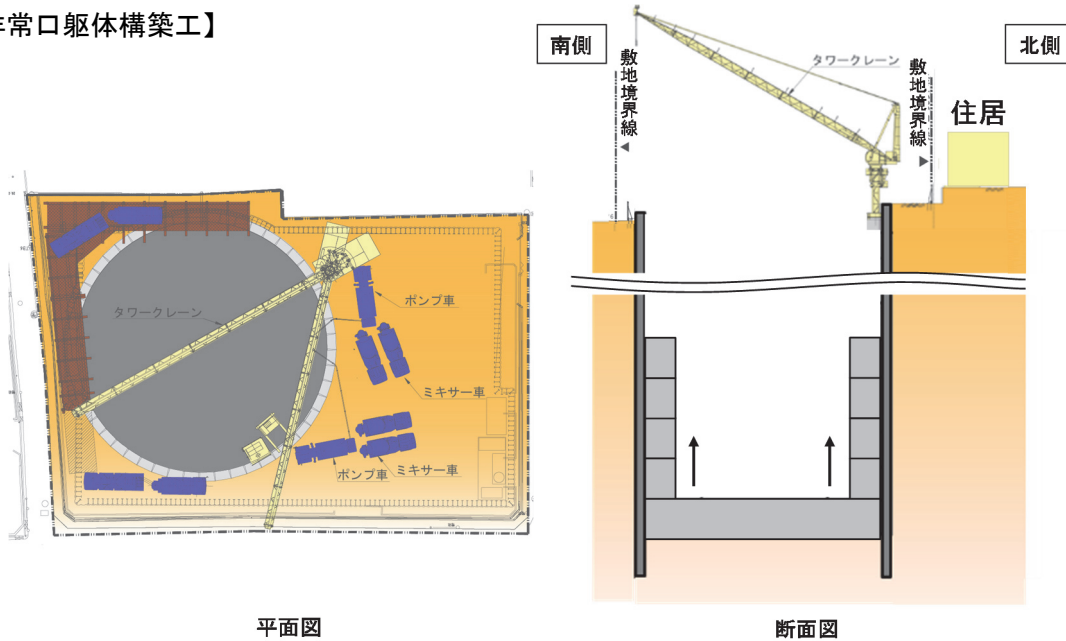 非常口躯体構築工】
南側
北側
敷地境界線
タワークレーン
敷地境界線
住居
タワークレーン
ポンプ車
ミキサー車
ポンプ車
ミキサー車
平面図
断面図